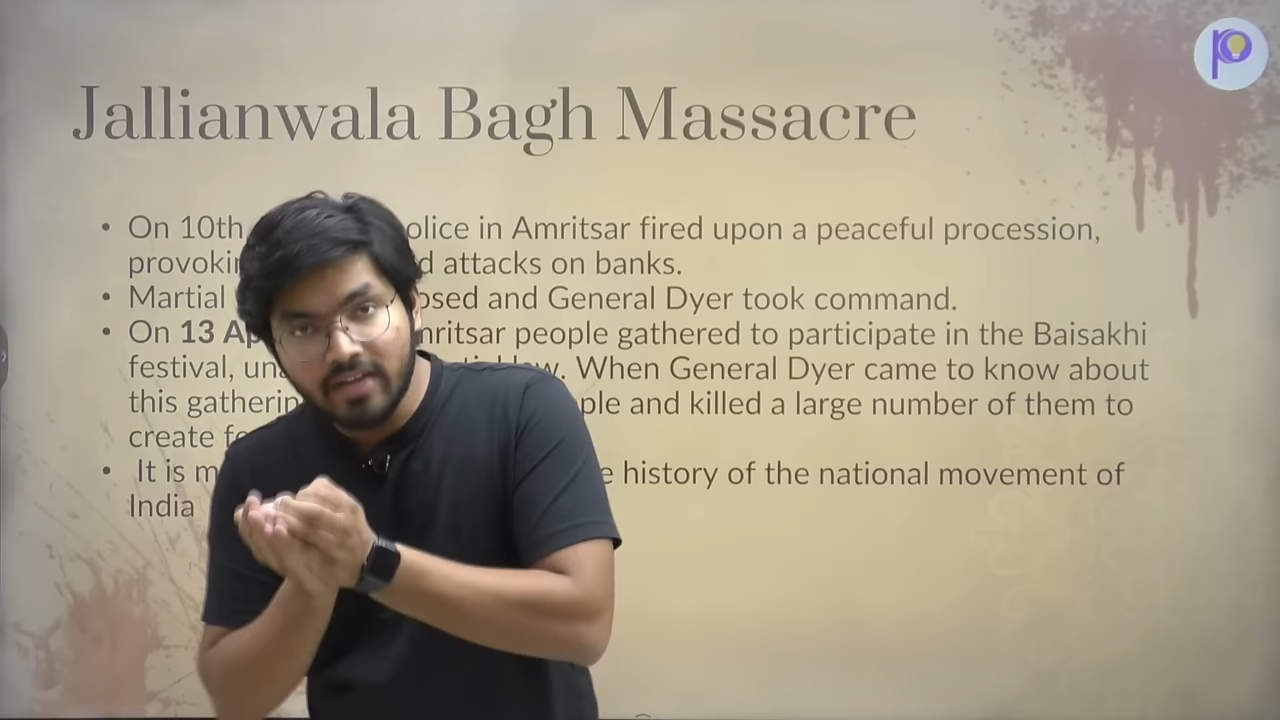 Jallianwala Bagh Massacre
• On 10th olice in Amritsar fired upon a peaceful procession,
provokin d attacks on banks.
• Martial osed and General Dyer took command.
• On 13 Ap mritsar people gathered to participate in the Baisakhi
festival, una w. When General Dyer came to know about
this gatherin ple and killed a large number of them to
create fe
• It is m e history of the national movement of
India